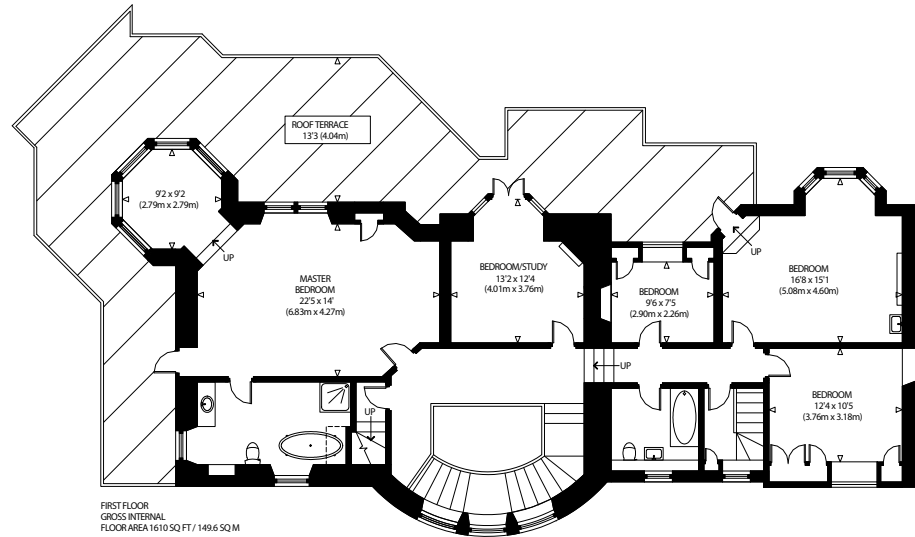 ROOF TERRACE
13'3 (4.04m)
9'2 x 9'2
(2.79m x 2.79m)
UP
MASTER
BEDROOM
22'5 x 14'
(6.83m x 4.27m)
BEDROOM/STUDY
13'2 x 12'4
(4.01m x 3.76m)
BEDROOM
9'6 x 7'5
(2.90m x 2.26m)
UP
BEDROOM
16'8 x 15'1
(5.08m x 4.60m)
UP
UP
BEDROOM
12'4 x 10'5
(3.76m x 3.18m)
FIRST FLOOR
GROSS INTERNAL
FLOOR AREA 1610 SQ FT / 149.6 SQ M